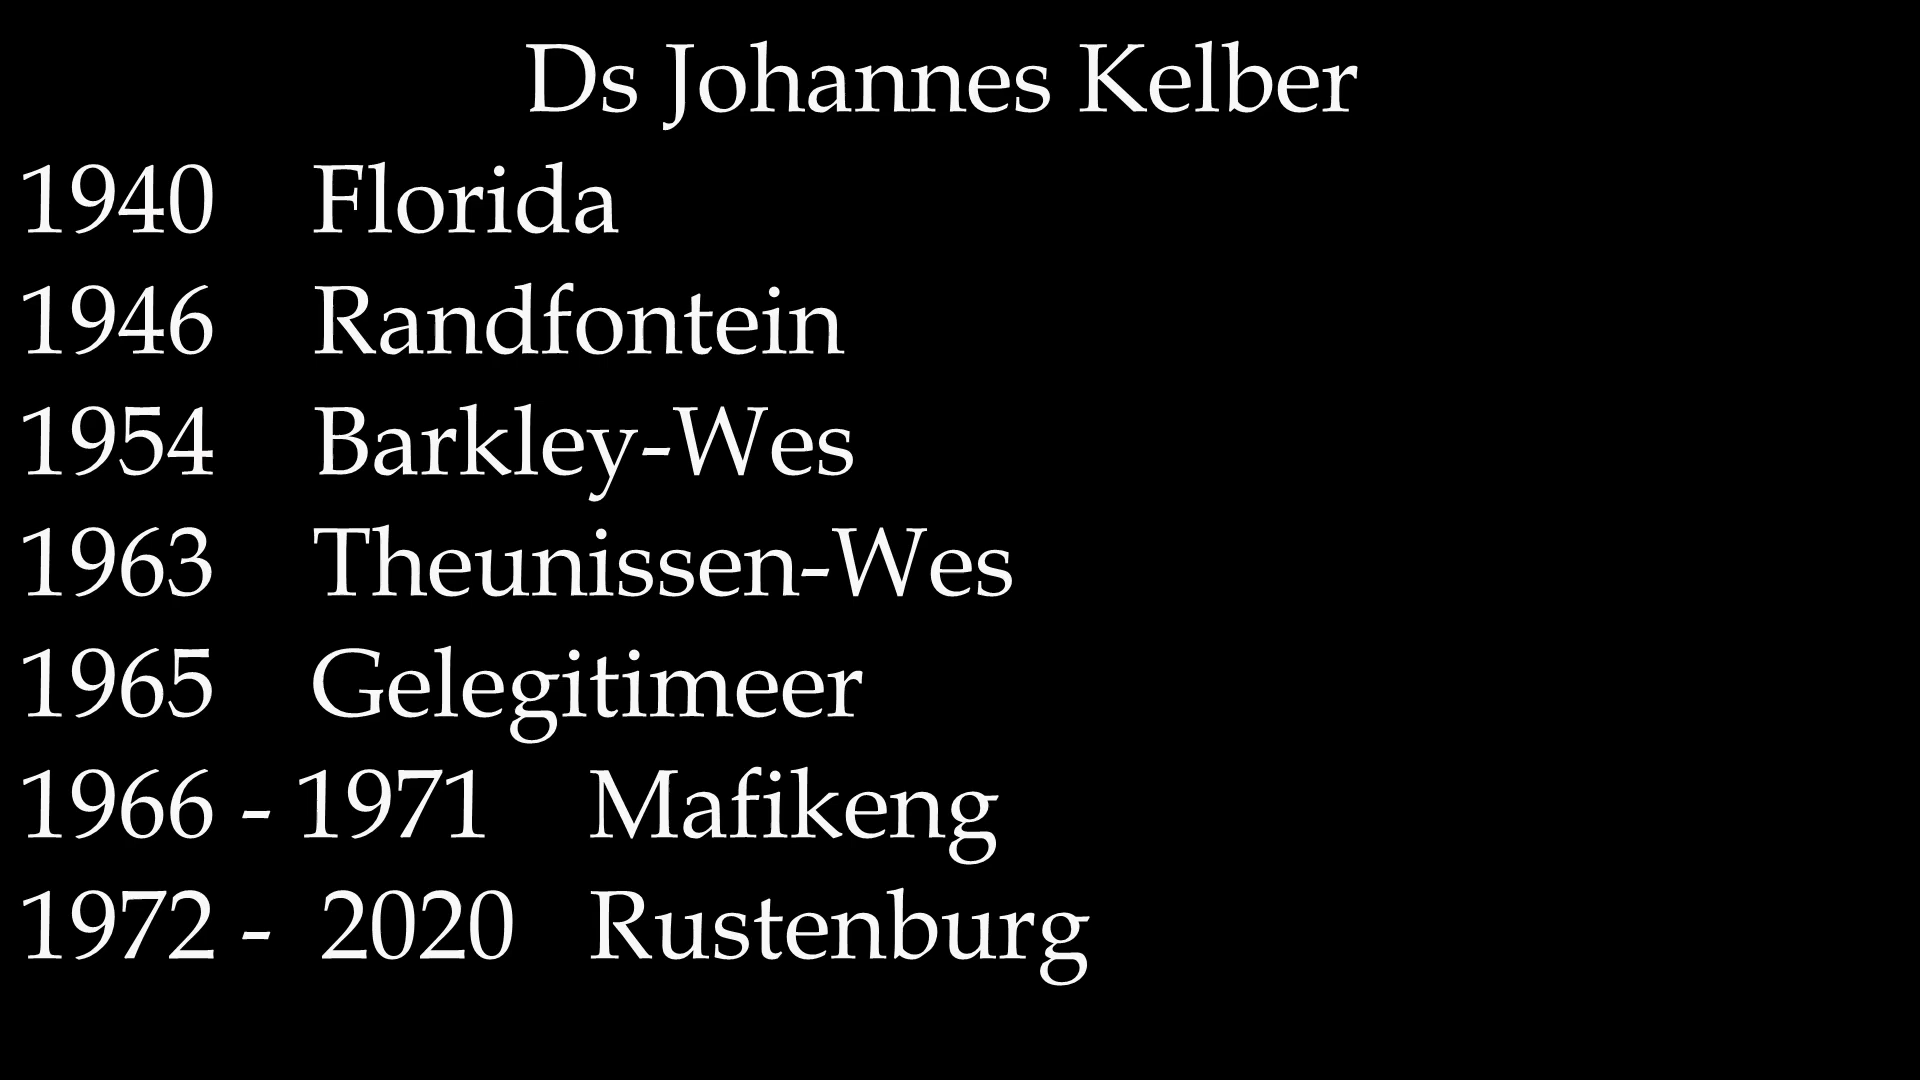 Ds Johannes Kelber
1940 Florida
1946 Randfontein
1954 Barkley-Wes
1963 Theunissen-Wes
1965 Gelegitimeer
1966 - 1971 Mafikeng
1972 - 2020 Rustenburg